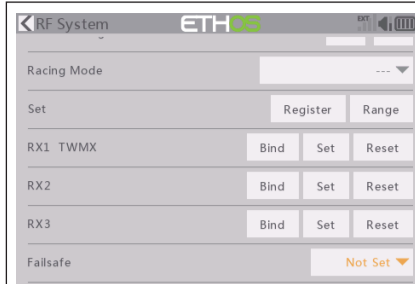 RF System ETHOS EXT.
Racing Mode ---
Set Register Range
RX1 TWMX Bind Set Reset
RX2 Bind Set Reset
RX3 Bind Set Reset
Failsafe Not Set